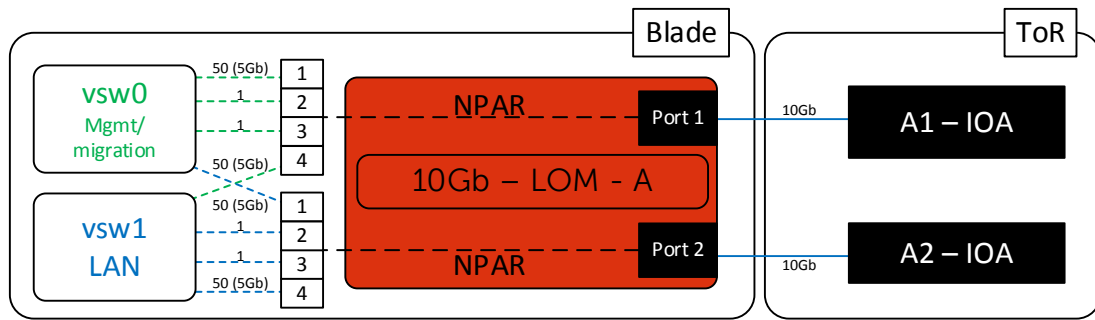 Blade
ToR
vsw0
Mgmt/
migration
50 (5Gb)
1
1
50 (5Gb)
1
2
3
4
NPAR
Port 1
10Gb
A1 – IOA
10Gb – LOM - A
vsw1
LAN
50 (5Gb)
1
1
50 (5Gb)
1
2
3
4
NPAR
Port 2
10Gb
A2 – IOA